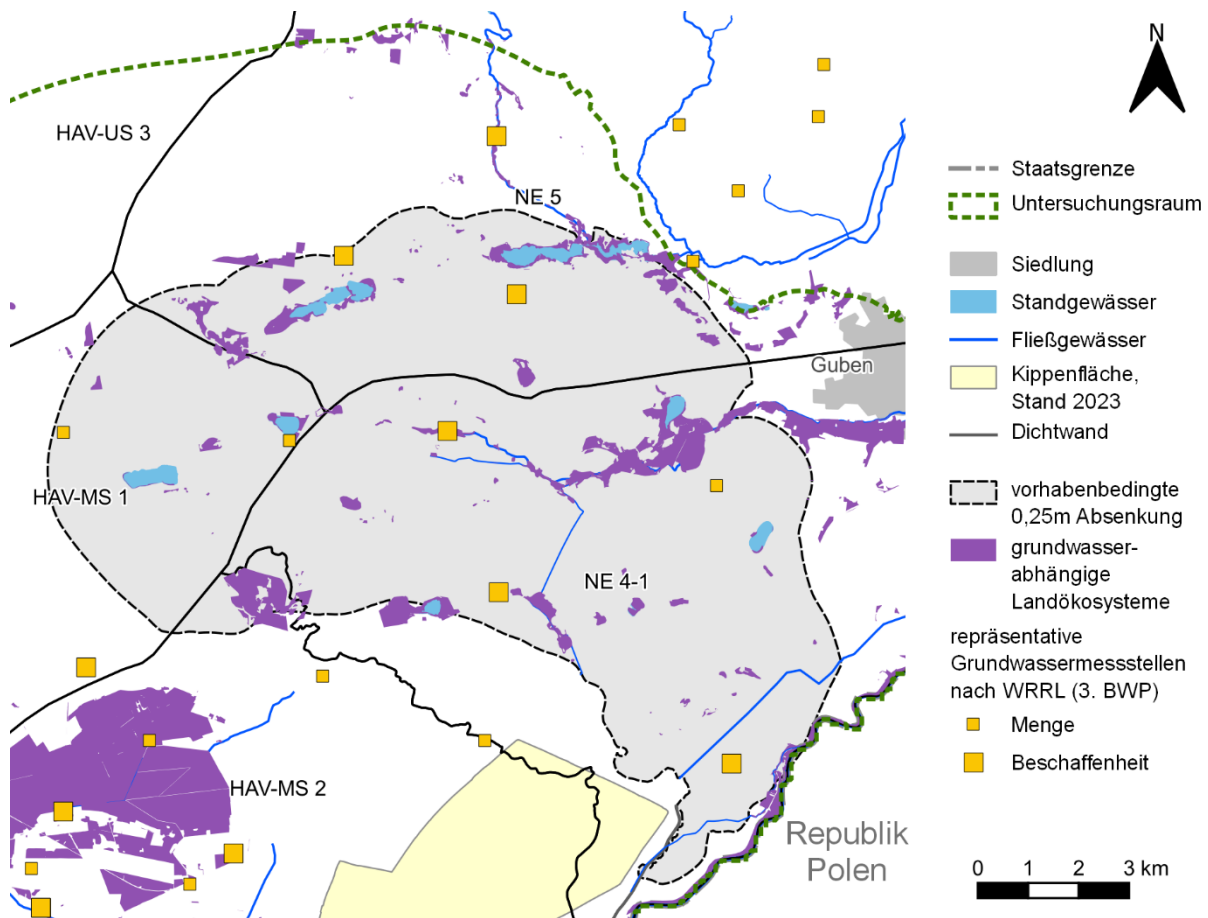 HAV-US 3
NE 5
Guben
HAV-MS 1
NE 4-1
HAV-MS 2
Republik
Polen
N
Staatsgrenze
Untersuchungsraum
Siedlung
Standgewässer
Fließgewässer
Kippenfläche,
Stand 2023
Dichtwand
vorhabenbedingte
0,25m Absenkung
grundwasser-
abhängige
Landökosysteme
repräsentative
Grundwassermessstellen
nach WRRL (3. BWP)
Menge
Beschaffenheit
0 1 2 3 km